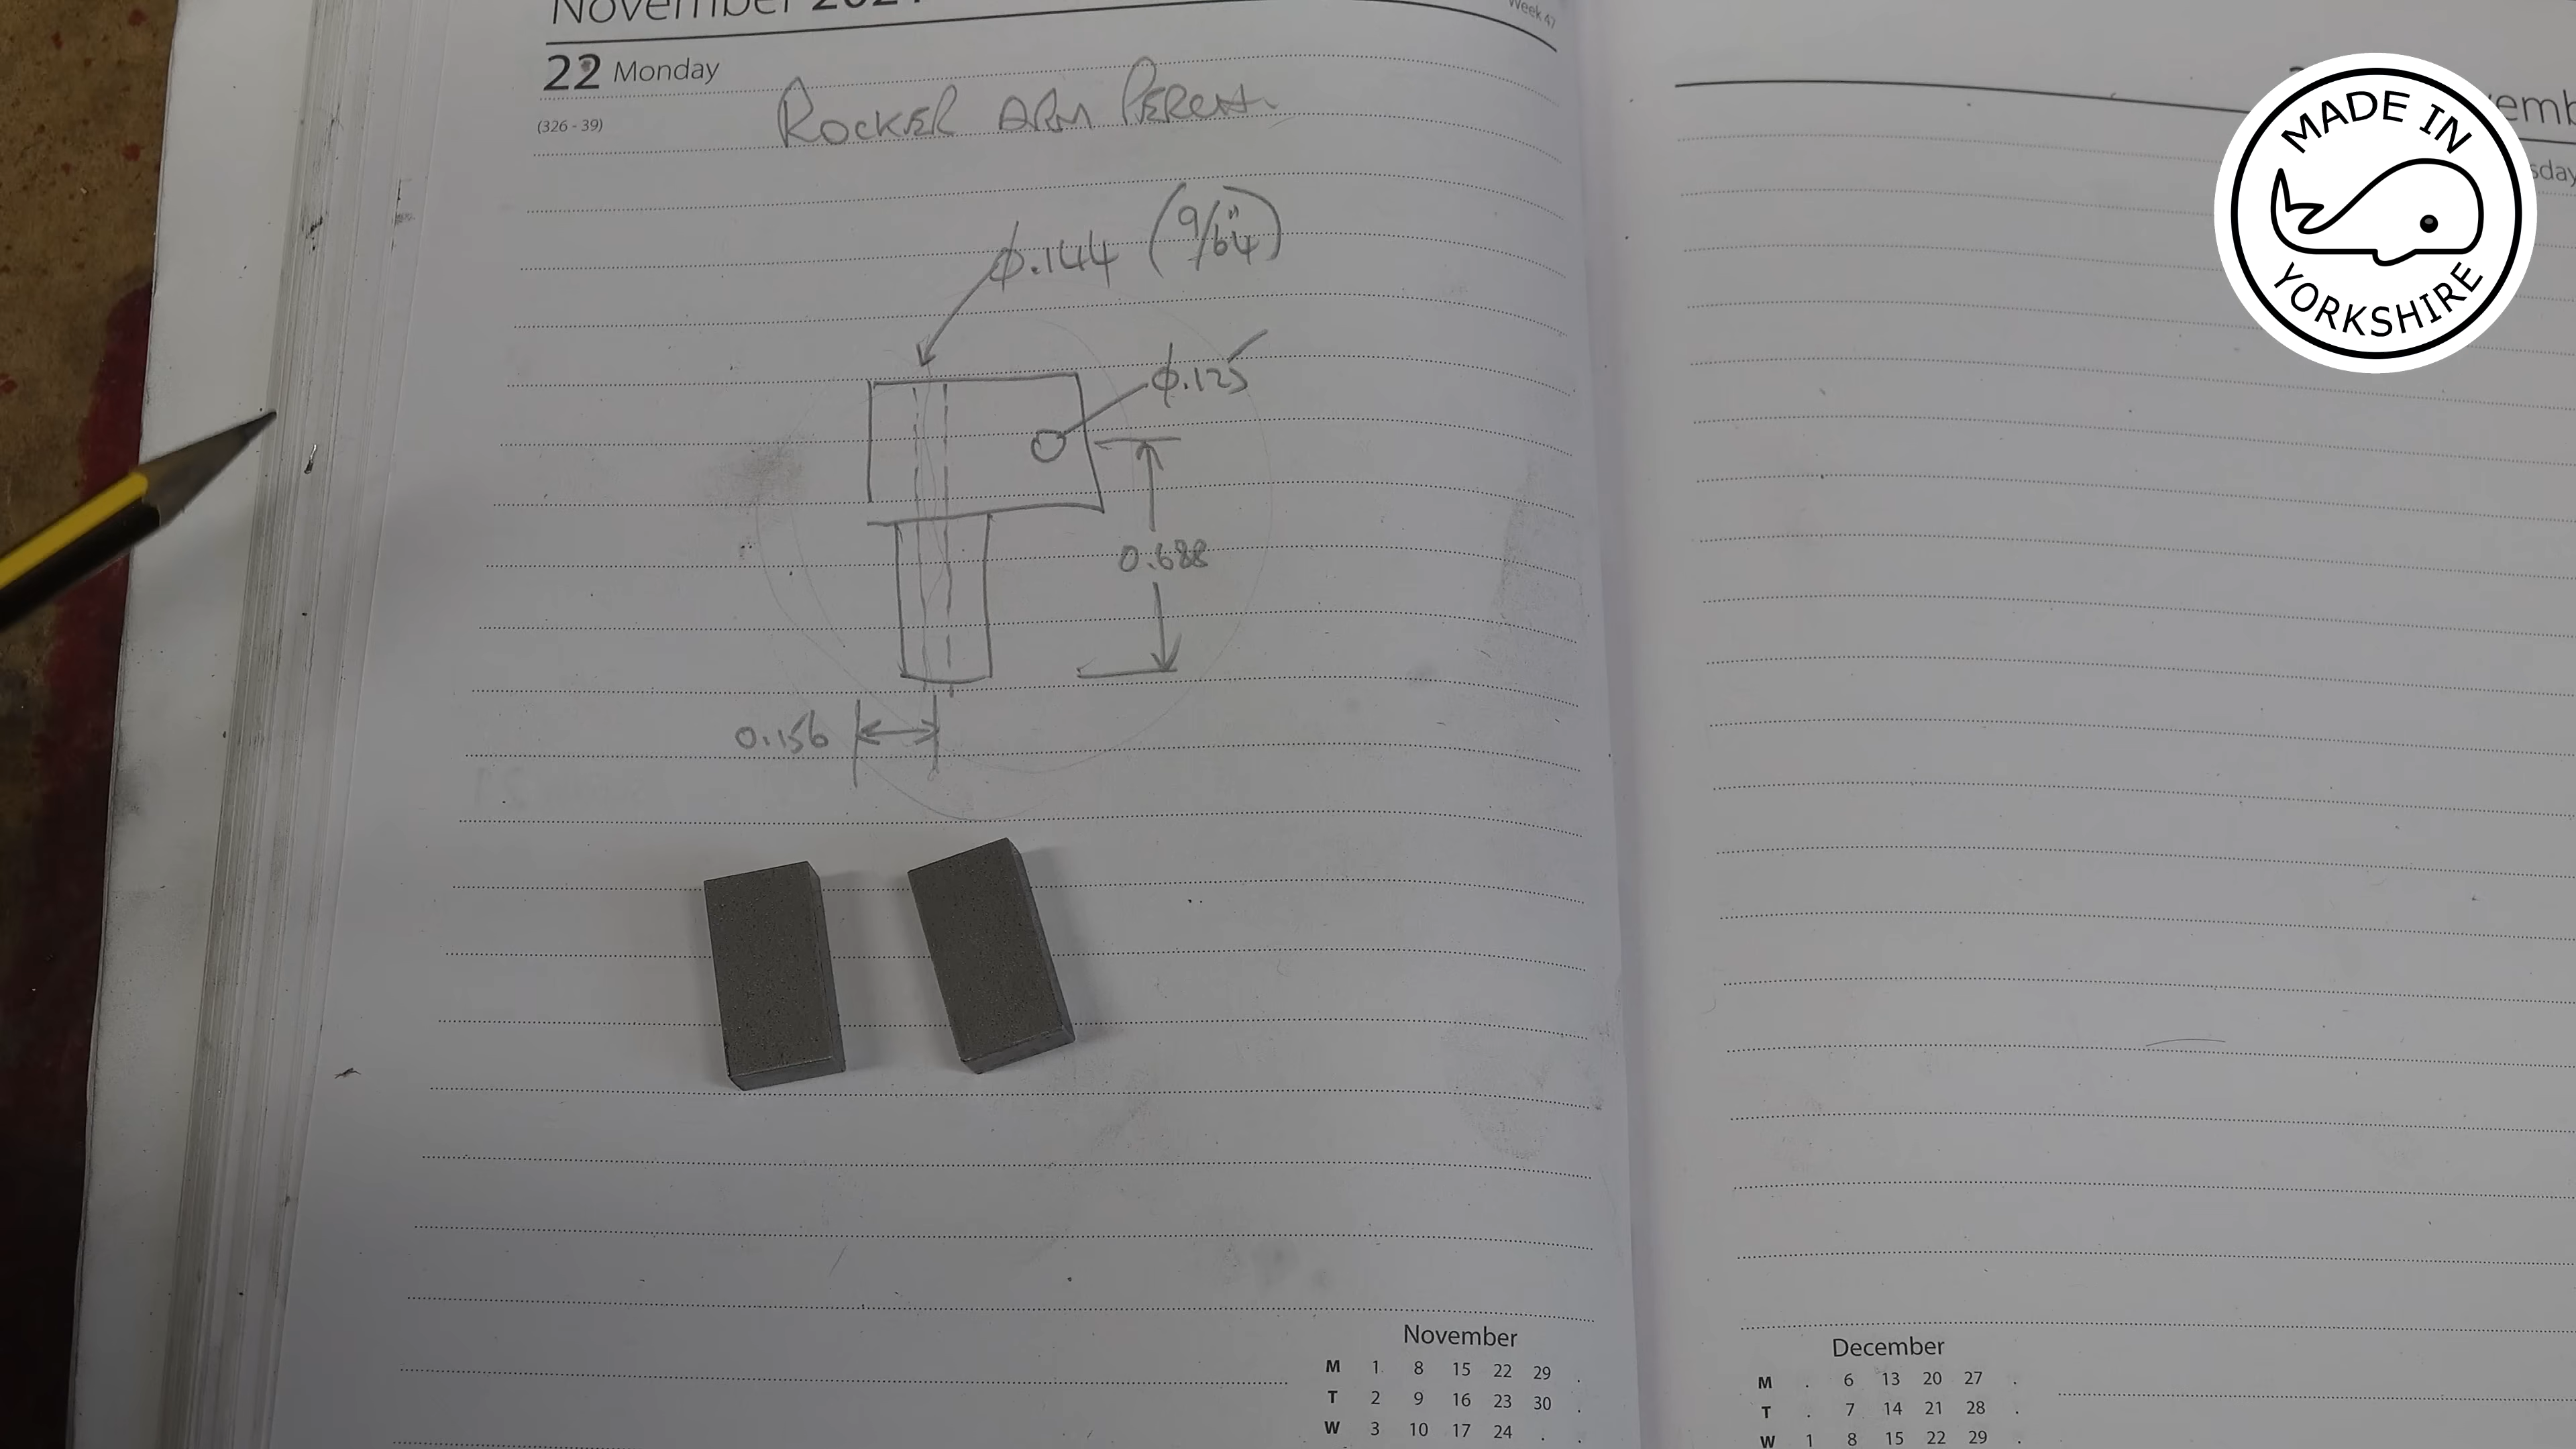 November 2021
Week 47
22 Monday
(326 - 39)
ROCKER ARM PERCH.
ϕ.144 (9/64")
ϕ.125
0.688
0.156
November
M 1 8 15 22 29 .
T 2 9 16 23 30 .
W 3 10 17 24 . .
MADE IN
YORKSHIRE
December
M . 6 13 20 27 .
T . 7 14 21 28 .
W 1 8 15 22 29 .